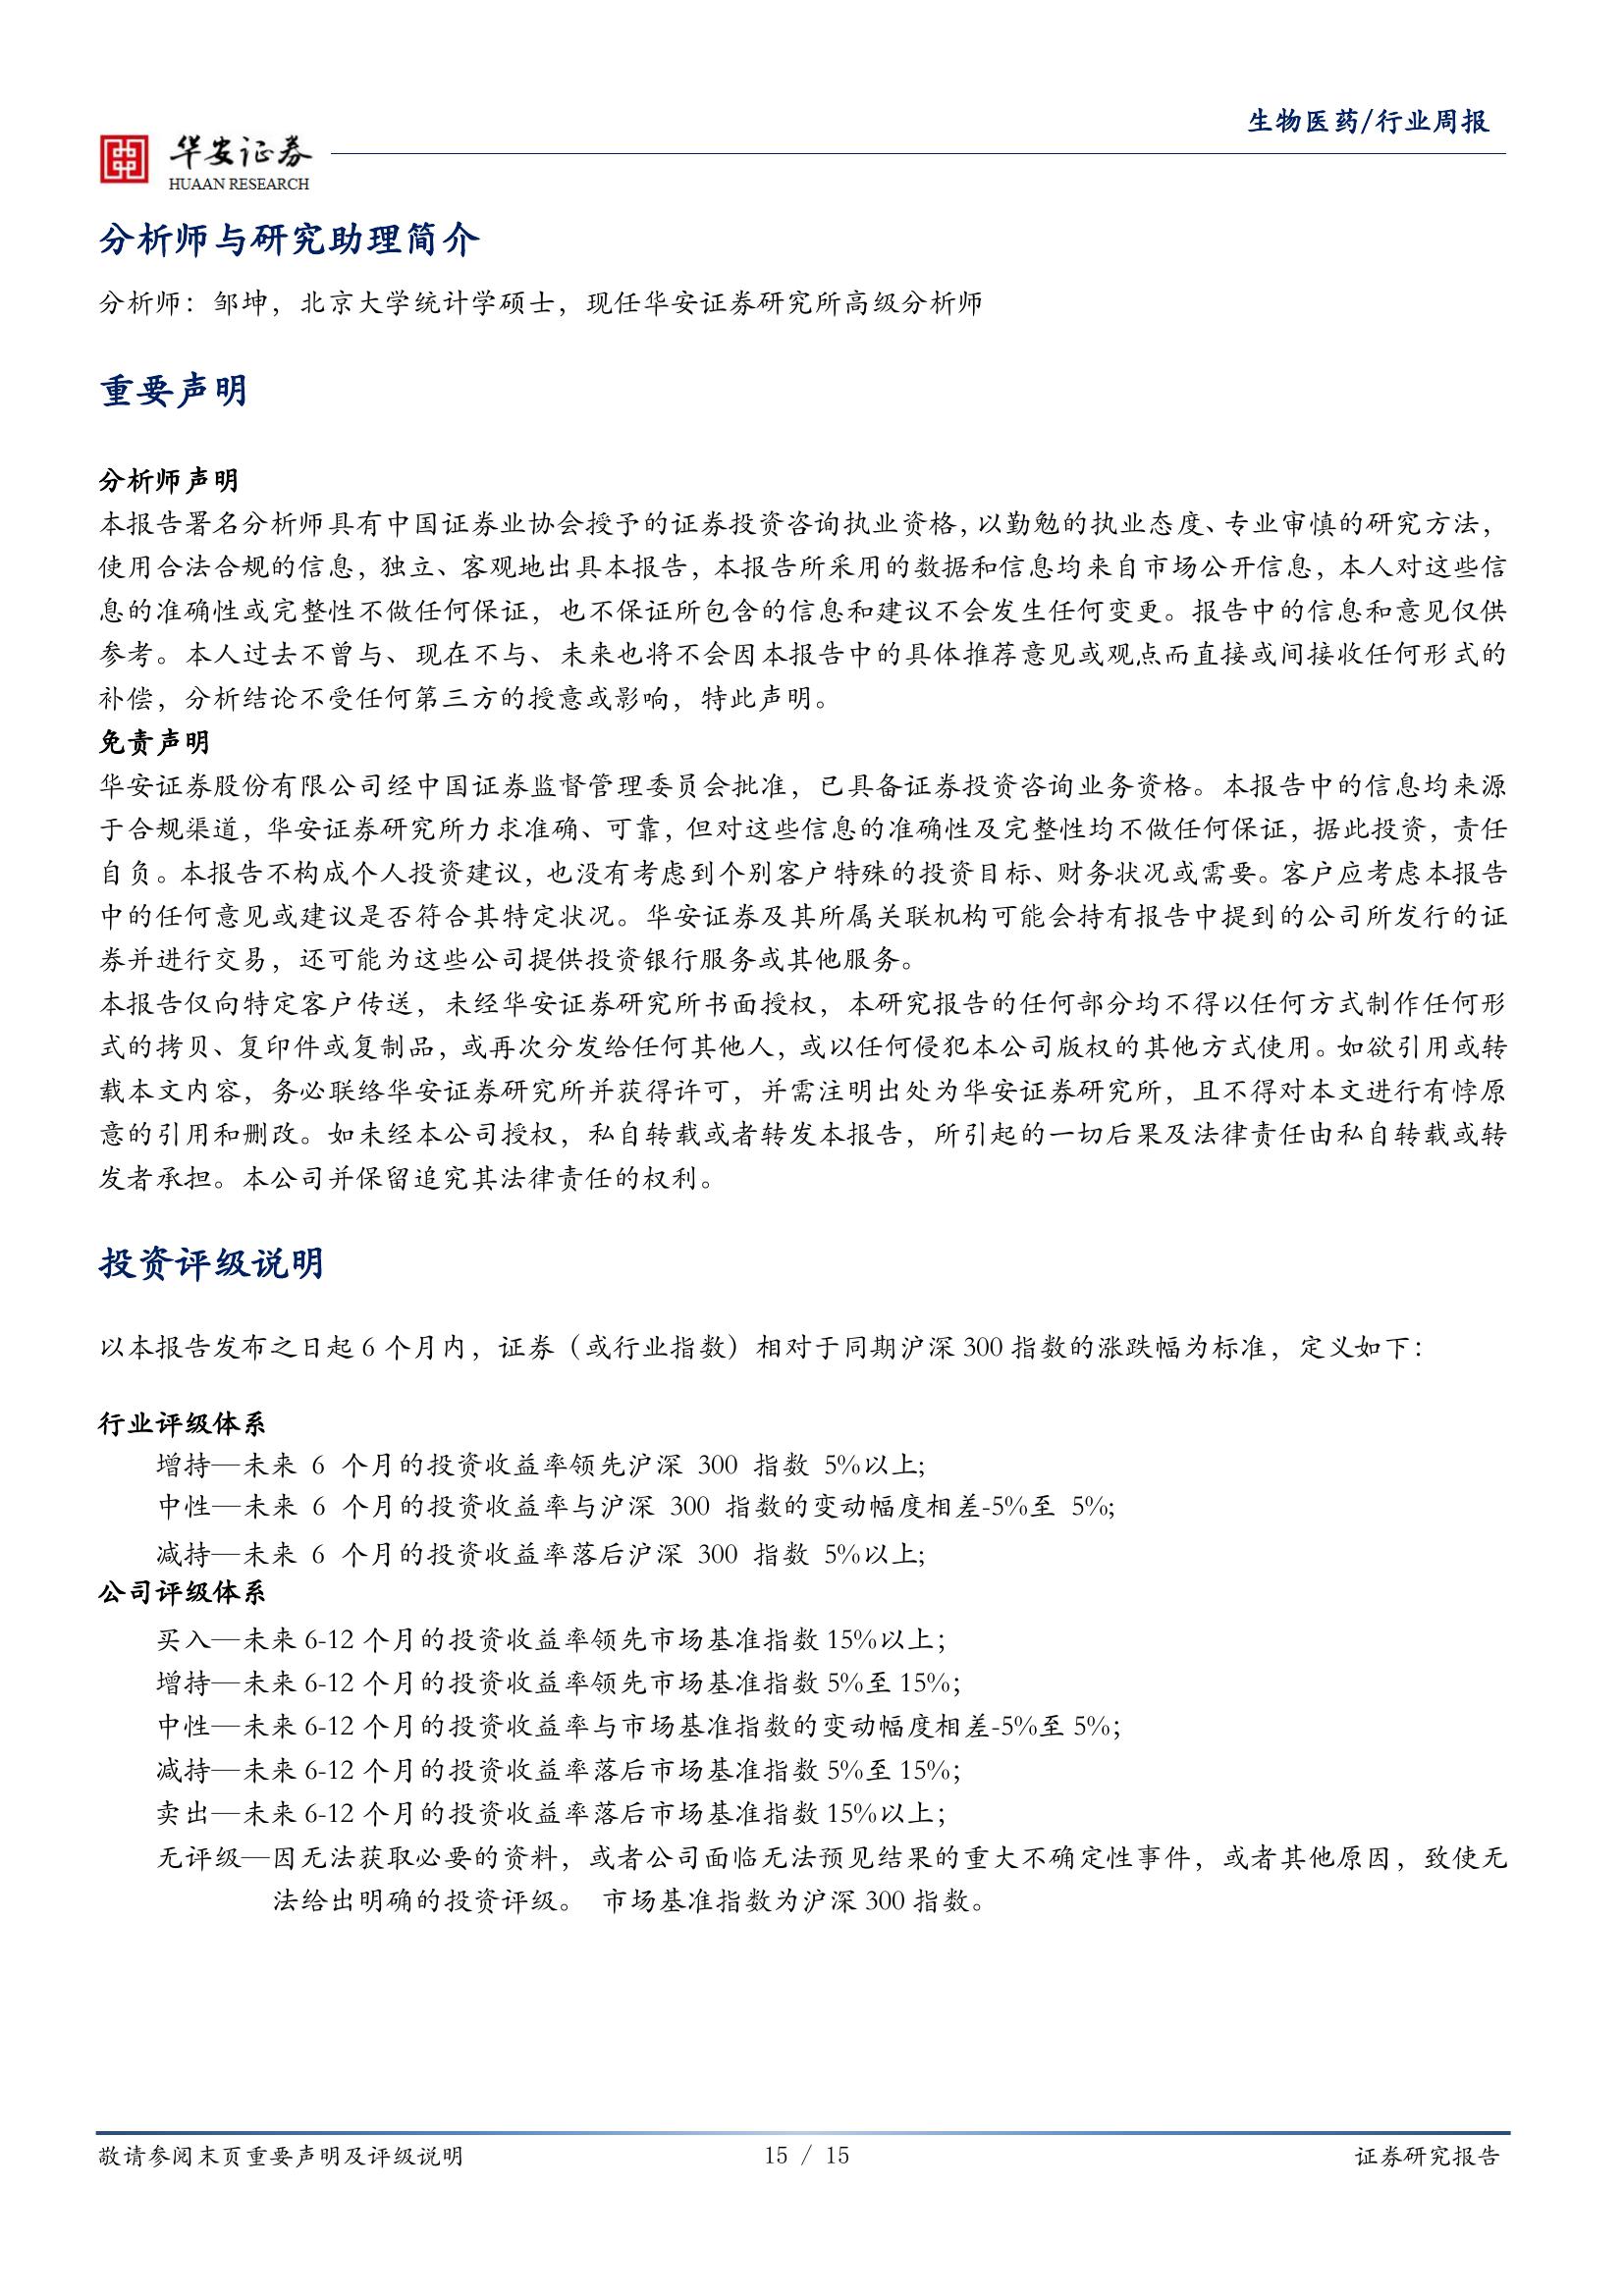 生物医药/行业周报
华安证券
HUAAN RESEARCH
分析师与研究助理简介
分析师：邹坤，北京大学统计学硕士，现任华安证券研究所高级分析师
重要声明
分析师声明
本报告署名分析师具有中国证券业协会授予的证券投资咨询执业资格，以勤勉的执业态度、专业审慎的研究方法，
使用合法合规的信息，独立、客观地出具本报告，本报告所采用的数据和信息均来自市场公开信息，本人对这些信
息的准确性或完整性不做任何保证，也不保证所包含的信息和建议不会发生任何变更。报告中的信息和意见仅供
参考。本人过去不曾与、现在不与、未来也将不会因本报告中的具体推荐意见或观点而直接或间接收任何形式的
补偿，分析结论不受任何第三方的授意或影响，特此声明。
免责声明
华安证券股份有限公司经中国证券监督管理委员会批准，已具备证券投资咨询业务资格。本报告中的信息均来源
于合规渠道，华安证券研究所力求准确、可靠，但对这些信息的准确性及完整性均不做任何保证，据此投资，责任
自负。本报告不构成个人投资建议，也没有考虑到个别客户特殊的投资目标、财务状况或需要。客户应考虑本报告
中的任何意见或建议是否符合其特定状况。华安证券及其所属关联机构可能会持有报告中提到的公司所发行的证
券并进行交易，还可能为这些公司提供投资银行服务或其他服务。
本报告仅向特定客户传送，未经华安证券研究所书面授权，本研究报告的任何部分均不得以任何方式制作任何形
式的拷贝、复印件或复制品，或再次分发给任何其他人，或以任何侵犯本公司版权的其他方式使用。如欲引用或转
载本文内容，务必联络华安证券研究所并获得许可，并需注明出处为华安证券研究所，且不得对本文进行有悖原
意的引用和删改。如未经本公司授权，私自转载或者转发本报告，所引起的一切后果及法律责任由私自转载或转
发者承担。本公司并保留追究其法律责任的权利。
投资评级说明
以本报告发布之日起 6 个月内，证券（或行业指数）相对于同期沪深 300 指数的涨跌幅为标准，定义如下：
行业评级体系
增持—未来 6 个月的投资收益率领先沪深 300 指数 5%以上;
中性—未来 6 个月的投资收益率与沪深 300 指数的变动幅度相差-5%至 5%;
减持—未来 6 个月的投资收益率落后沪深 300 指数 5%以上;
公司评级体系
买入—未来 6-12 个月的投资收益率领先市场基准指数 15%以上；
增持—未来 6-12 个月的投资收益率领先市场基准指数 5%至 15%；
中性—未来 6-12 个月的投资收益率与市场基准指数的变动幅度相差-5%至 5%；
减持—未来 6-12 个月的投资收益率落后市场基准指数 5%至 15%；
卖出—未来 6-12 个月的投资收益率落后市场基准指数 15%以上；
无评级—因无法获取必要的资料，或者公司面临无法预见结果的重大不确定性事件，或者其他原因，致使无
法给出明确的投资评级。 市场基准指数为沪深 300 指数。
敬请参阅末页重要声明及评级说明
15 / 15
证券研究报告